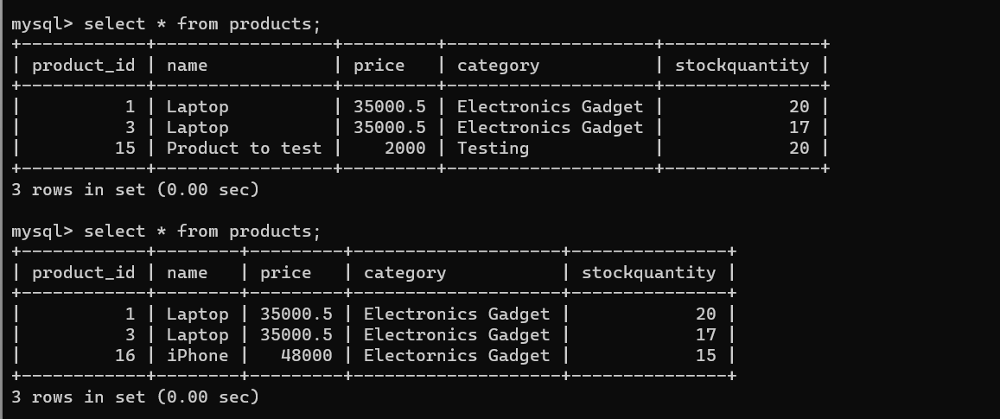 mysql> select * from products;
+------------+-----------------+---------+--------------------+---------------+
| product_id | name            | price   | category           | stockquantity |
+------------+-----------------+---------+--------------------+---------------+
|          1 | Laptop          | 35000.5 | Electronics Gadget |            20 |
|          3 | Laptop          | 35000.5 | Electronics Gadget |            17 |
|         15 | Product to test |    2000 | Testing            |            20 |
+------------+-----------------+---------+--------------------+---------------+
3 rows in set (0.00 sec)

mysql> select * from products;
+------------+--------+---------+--------------------+---------------+
| product_id | name   | price   | category           | stockquantity |
+------------+--------+---------+--------------------+---------------+
|          1 | Laptop | 35000.5 | Electronics Gadget |            20 |
|          3 | Laptop | 35000.5 | Electronics Gadget |            17 |
|         16 | iPhone |   48000 | Electornics Gadget |            15 |
+------------+--------+---------+--------------------+---------------+
3 rows in set (0.00 sec)